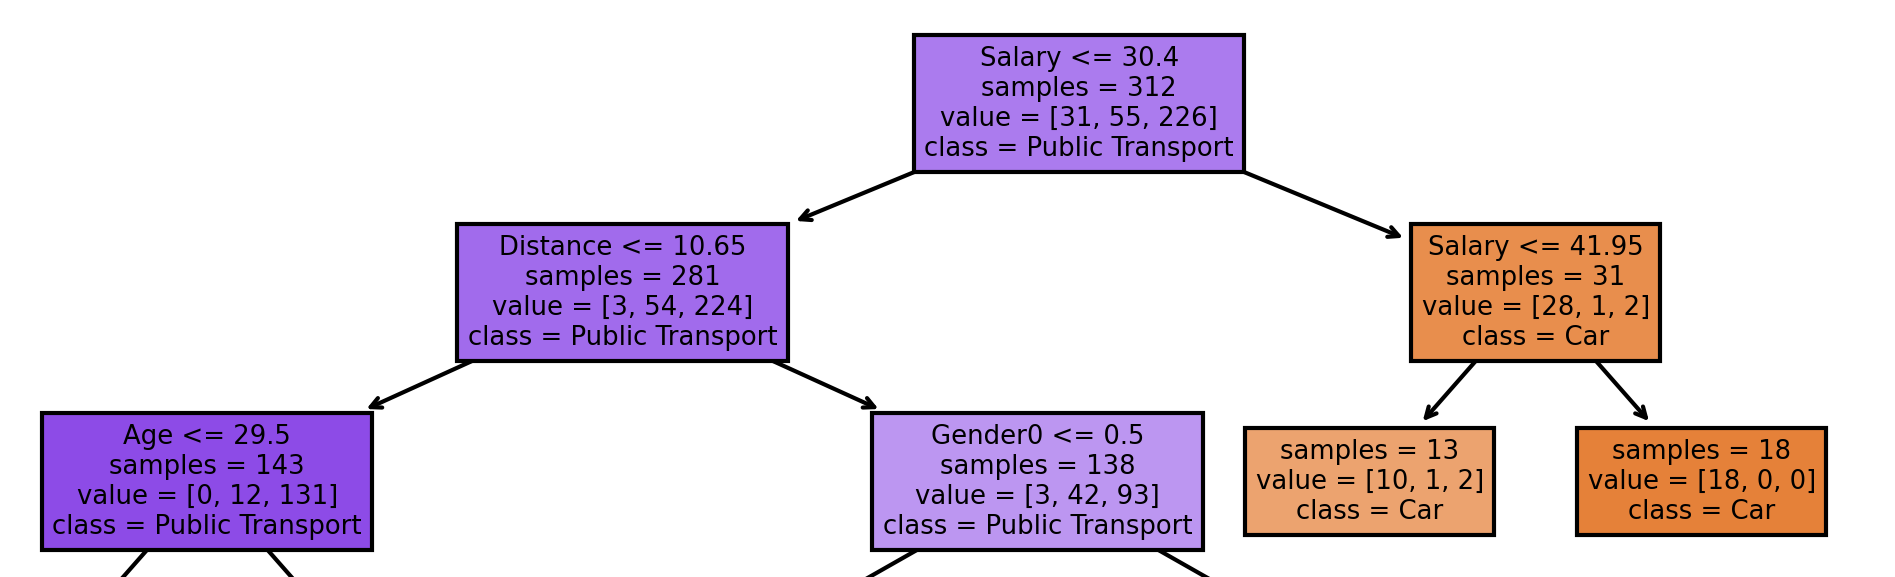 Salary <= 30.4
samples = 312
value = [31, 55, 226]
class = Public Transport
Distance <= 10.65
samples = 281
value = [3, 54, 224]
class = Public Transport
Salary <= 41.95
samples = 31
value = [28, 1, 2]
class = Car
Age <= 29.5
samples = 143
value = [0, 12, 131]
class = Public Transport
Gender0 <= 0.5
samples = 138
value = [3, 42, 93]
class = Public Transport
samples = 13
value = [10, 1, 2]
class = Car
samples = 18
value = [18, 0, 0]
class = Car